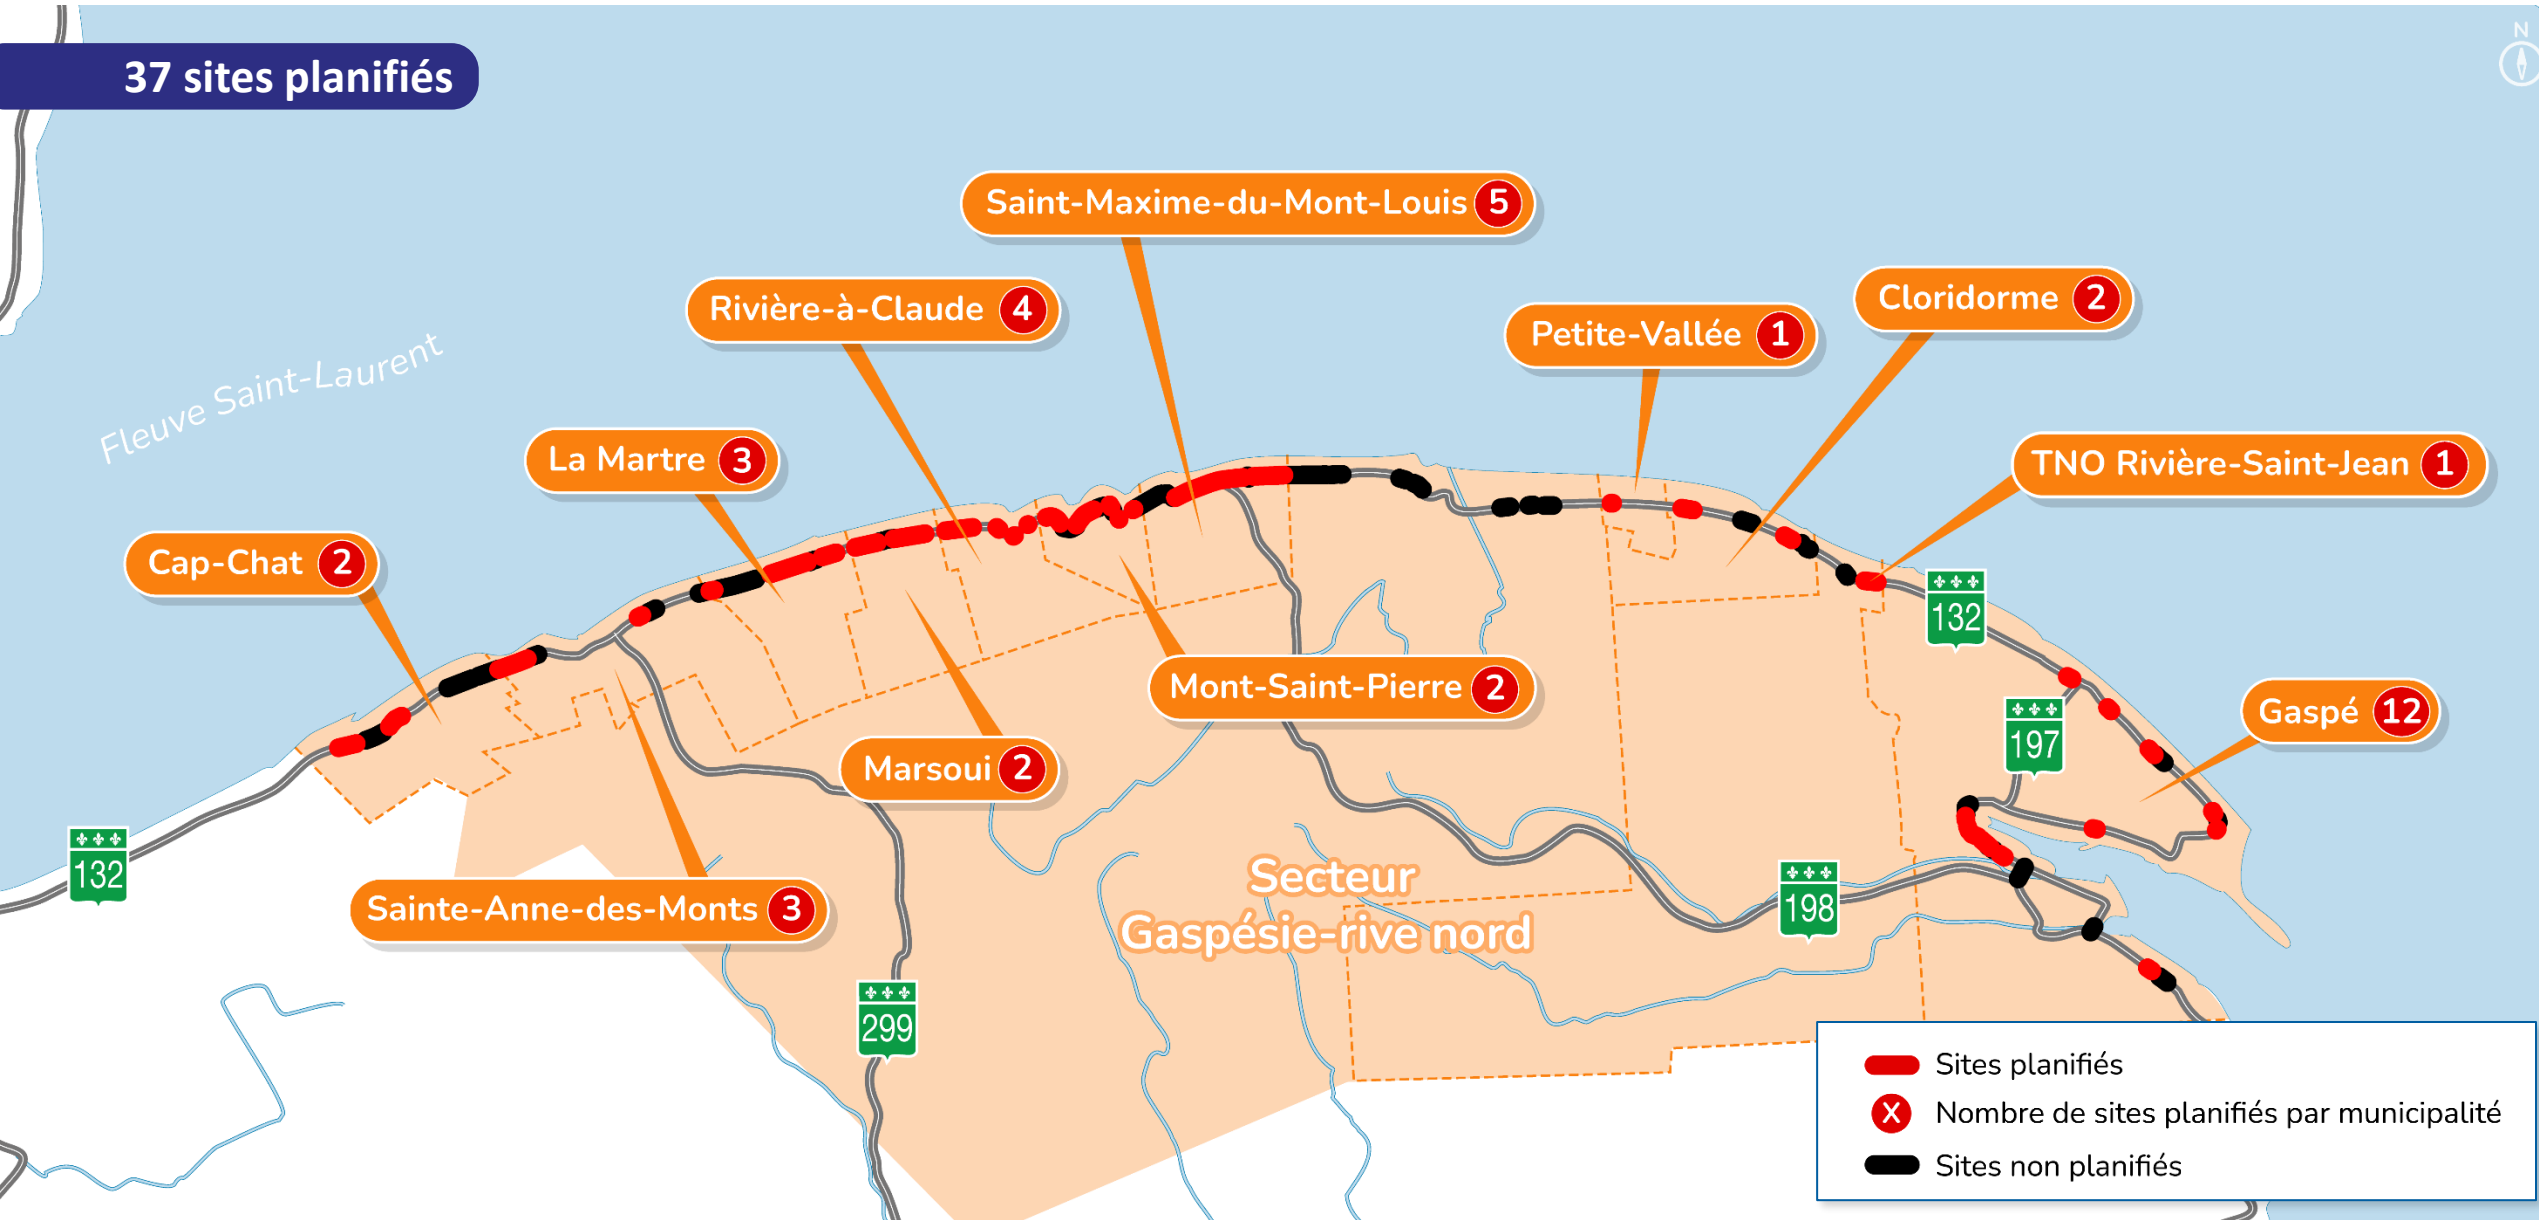 37 sites planifiés
N
Saint-Maxime-du-Mont-Louis 5
Rivière-à-Claude 4
Cloridorme 2
Petite-Vallée 1
Fleuve Saint-Laurent
La Martre 3
TNO Rivière-Saint-Jean 1
Cap-Chat 2
132
Mont-Saint-Pierre 2
Gaspé 12
197
Marsoui 2
132
Sainte-Anne-des-Monts 3
Secteur
Gaspésie-rive nord
198
299
Sites planifiés
X Nombre de sites planifiés par municipalité
Sites non planifiés